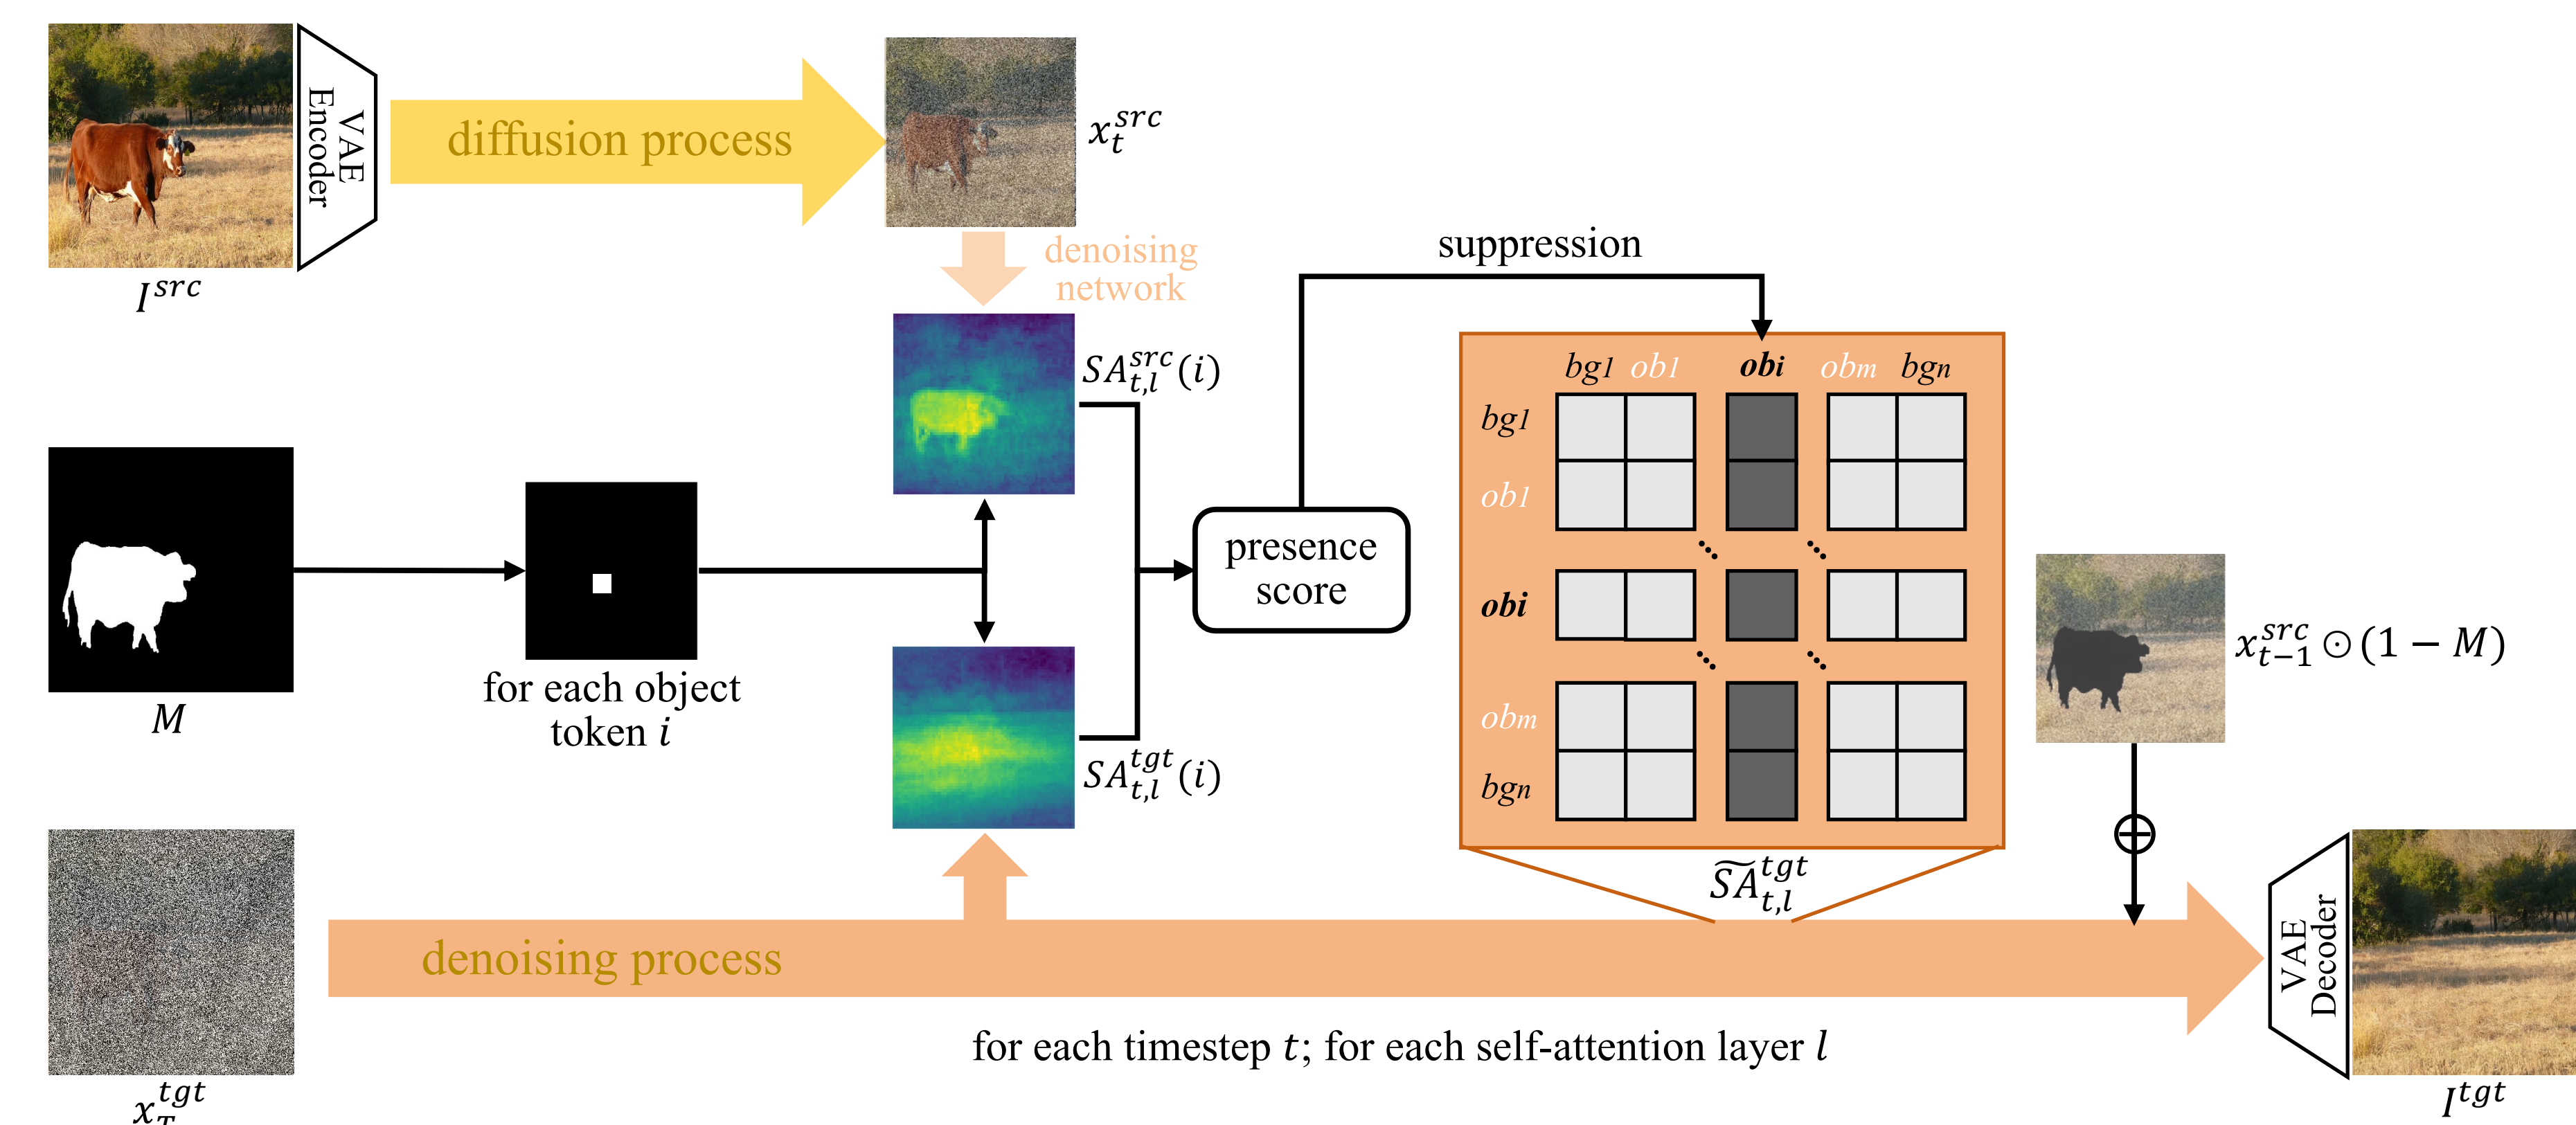 VAE
Encoder
diffusion process
x_t^{src}
I^{src}
denoising
network
suppression
SA_{t,l}^{src}(i)
bg1 ob1 obi obm bgn
bg1
ob1
obi
obm
bgn
presence
score
x_{t-1}^{src} ⊙ (1 − M)
M
for each object
token i
SA_{t,l}^{tgt}(i)
\widetilde{SA}_{t,l}^{tgt}
denoising process
VAE
Decoder
for each timestep t; for each self-attention layer l
x_T^{tgt}
I^{tgt}